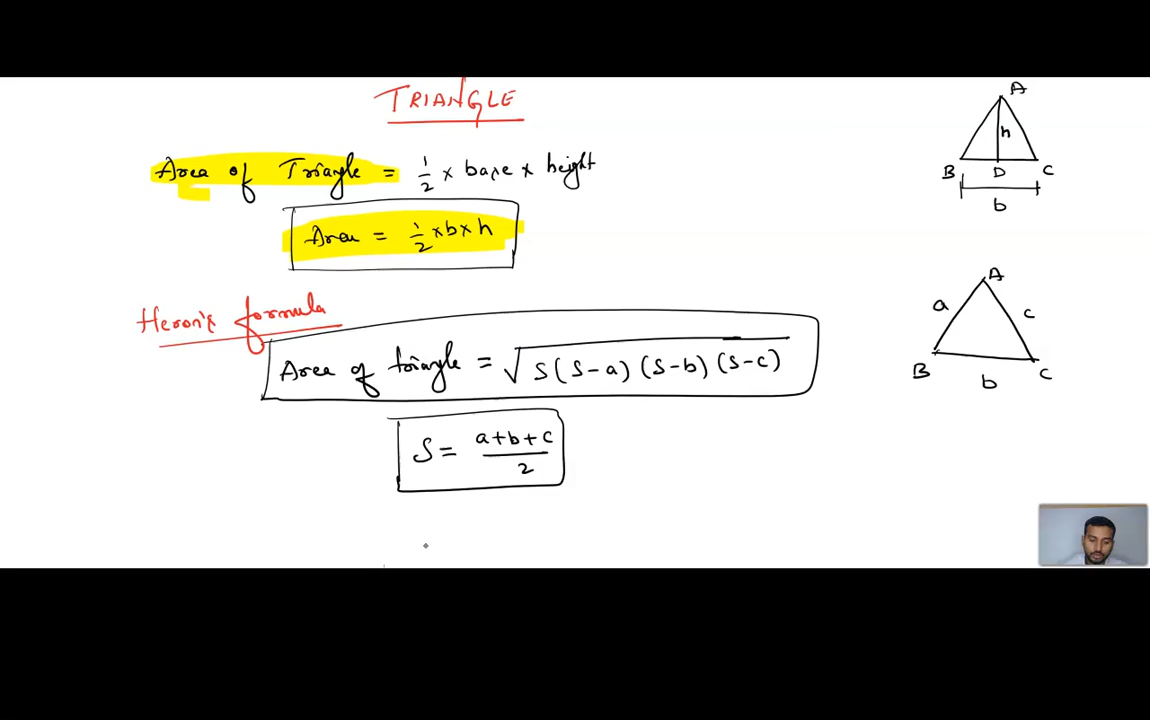 TRIANGLE
Area of Triangle = 1/2 × base × height
Area = 1/2 × b × h
A
h
B D C
b
Heron's formula
Area of triangle = √S(S-a)(S-b)(S-c)
S = a+b+c/2
A
a c
B C
b